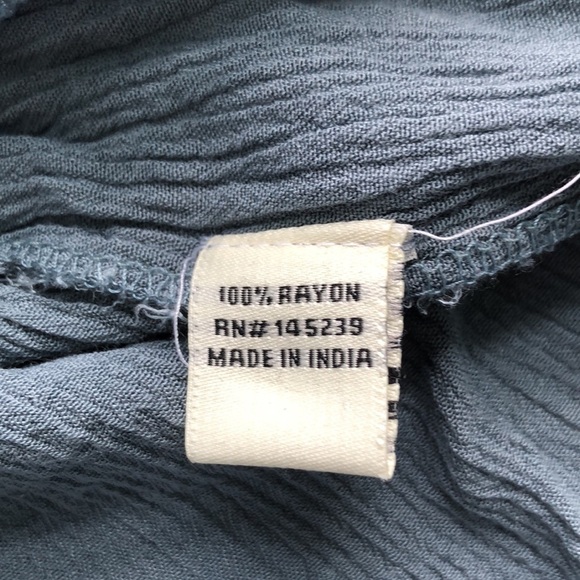 100% RAYON
RN# 145239
MADE IN INDIA